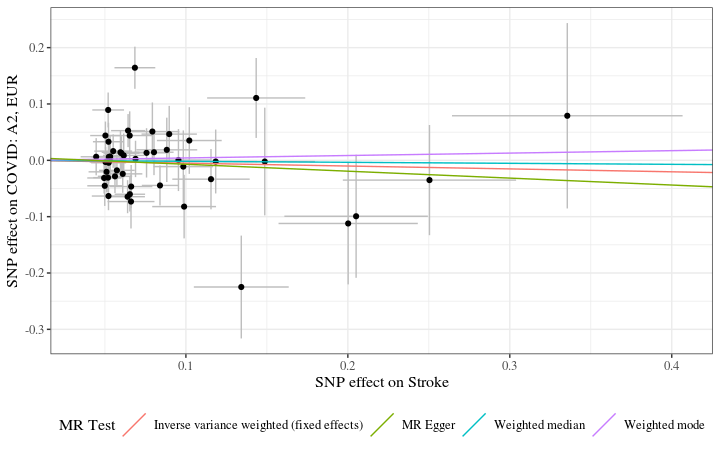 SNP effect on COVID: A2, EUR
0.2
0.1
0.0
-0.1
-0.2
-0.3
0.1 0.2 0.3 0.4
SNP effect on Stroke
MR Test Inverse variance weighted (fixed effects) MR Egger Weighted median Weighted mode